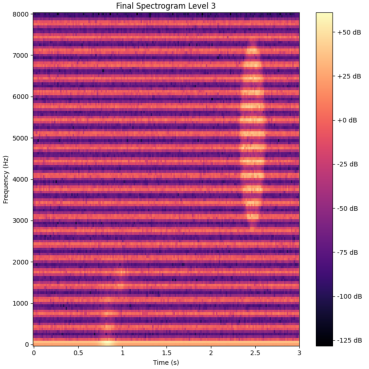 Final Spectrogram Level 3
8000
7000
6000
5000
4000
3000
2000
1000
0
Frequency (Hz)
0 0.5 1 1.5 2 2.5 3
Time (s)
+50 dB
+25 dB
+0 dB
-25 dB
-50 dB
-75 dB
-100 dB
-125 dB